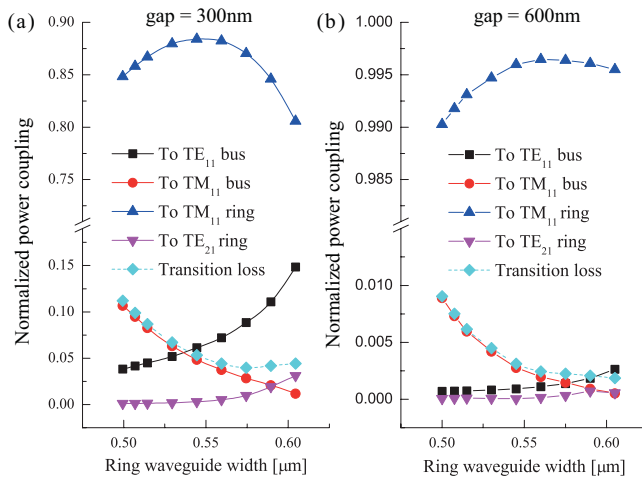 (a)
gap = 300nm
Normalized power coupling
0.90
0.85
0.80
0.75
0.15
0.10
0.05
0.00
To TE₁₁ bus
To TM₁₁ bus
To TM₁₁ ring
To TE₂₁ ring
Transition loss
0.50 0.55 0.60
Ring waveguide width [μm]
(b)
gap = 600nm
Normalized power coupling
1.000
0.995
0.990
0.985
0.010
0.005
0.000
To TE₁₁ bus
To TM₁₁ bus
To TM₁₁ ring
To TE₂₁ ring
Transition loss
0.50 0.55 0.60
Ring waveguide width [μm]